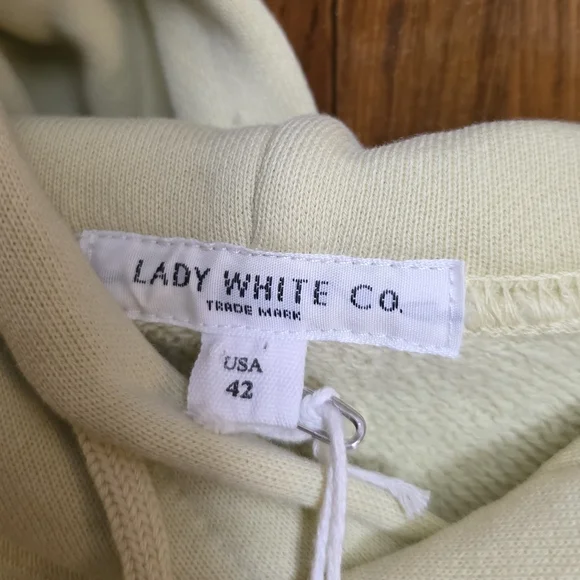 LADY WHITE CO.
TRADE MARK
USA
42